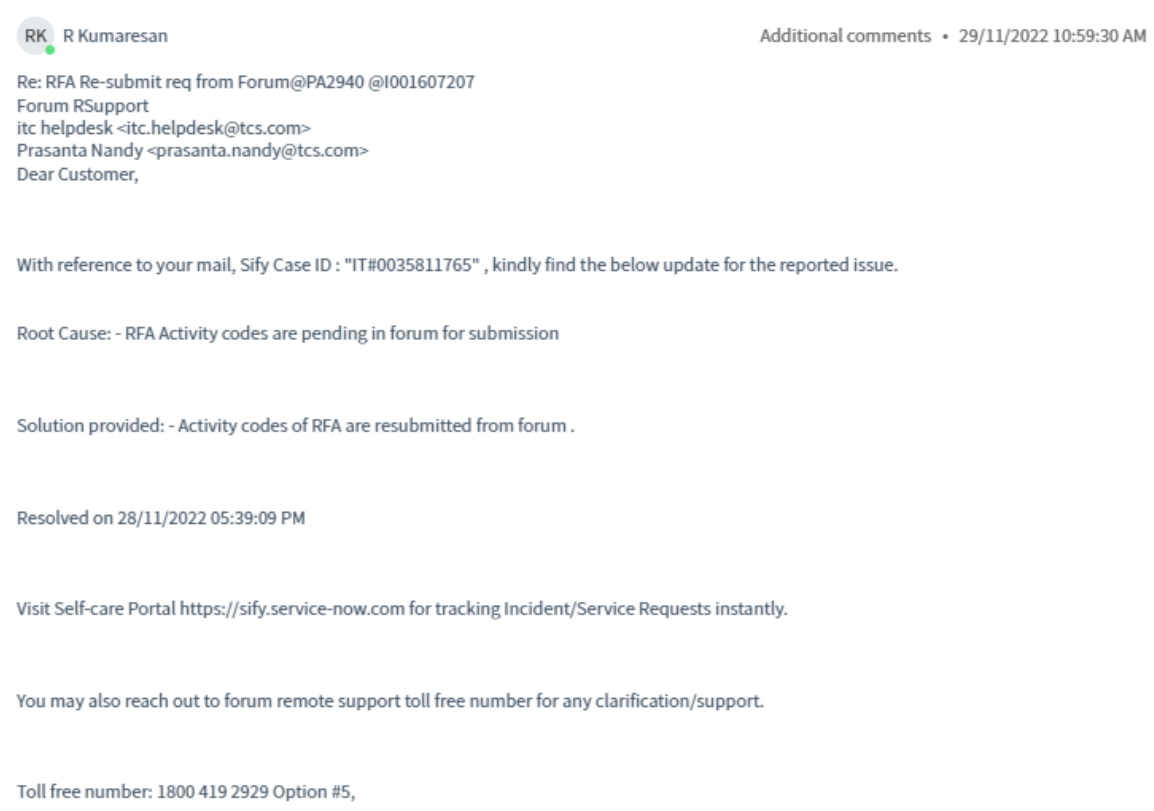 RK R Kumaresan Additional comments • 29/11/2022 10:59:30 AM
Re: RFA Re-submit req from Forum@PA2940 @I001607207
Forum RSupport
itc helpdesk <itc.helpdesk@tcs.com>
Prasanta Nandy <prasanta.nandy@tcs.com>
Dear Customer,
With reference to your mail, Sify Case ID : "IT#0035811765" , kindly find the below update for the reported issue.
Root Cause: - RFA Activity codes are pending in forum for submission
Solution provided: - Activity codes of RFA are resubmitted from forum .
Resolved on 28/11/2022 05:39:09 PM
Visit Self-care Portal https://sify.service-now.com for tracking Incident/Service Requests instantly.
You may also reach out to forum remote support toll free number for any clarification/support.
Toll free number: 1800 419 2929 Option #5,